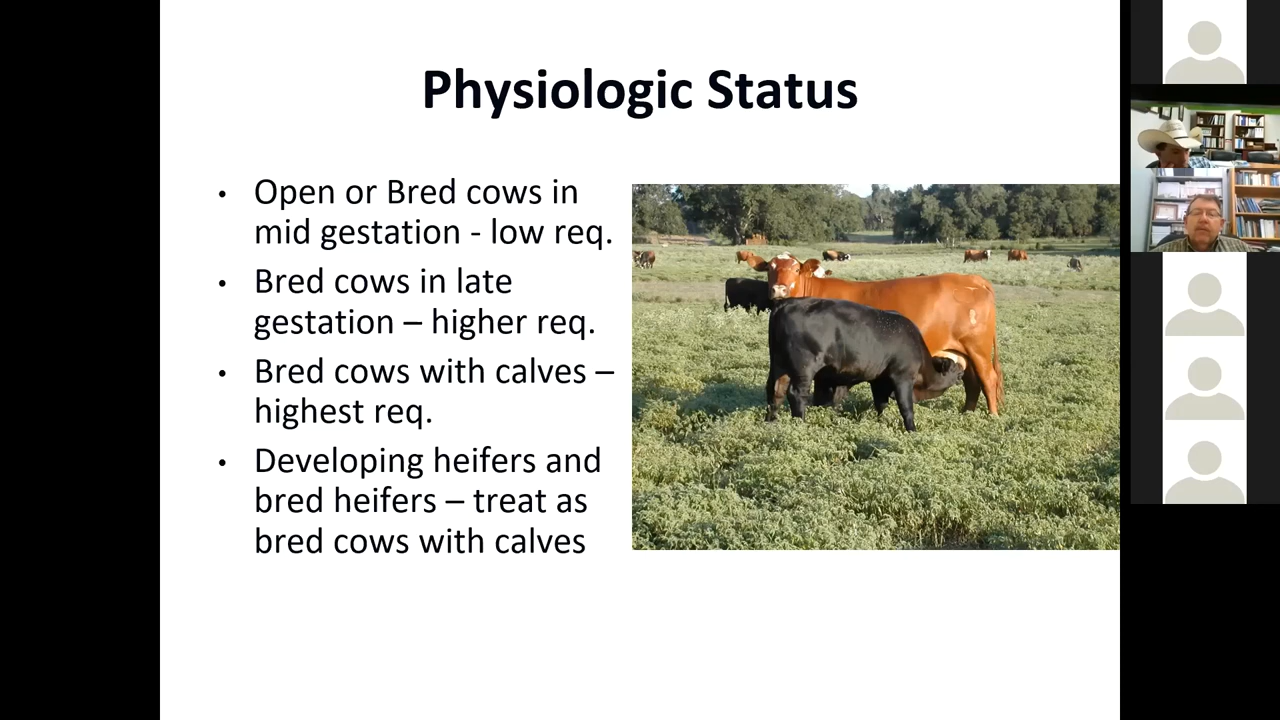 Physiologic Status
• Open or Bred cows in
mid gestation - low req.
• Bred cows in late
gestation – higher req.
• Bred cows with calves –
highest req.
• Developing heifers and
bred heifers – treat as
bred cows with calves